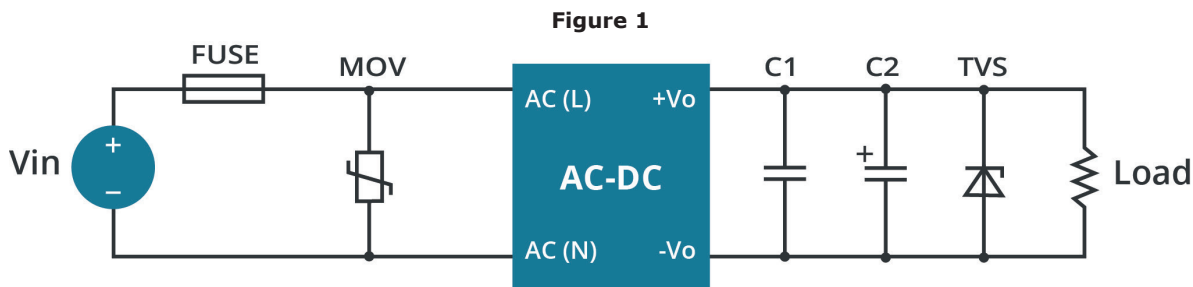 Figure 1
FUSE
MOV
C1
C2
TVS
AC (L)
+Vo
+
Vin
−
AC-DC
+
Load
AC (N)
-Vo